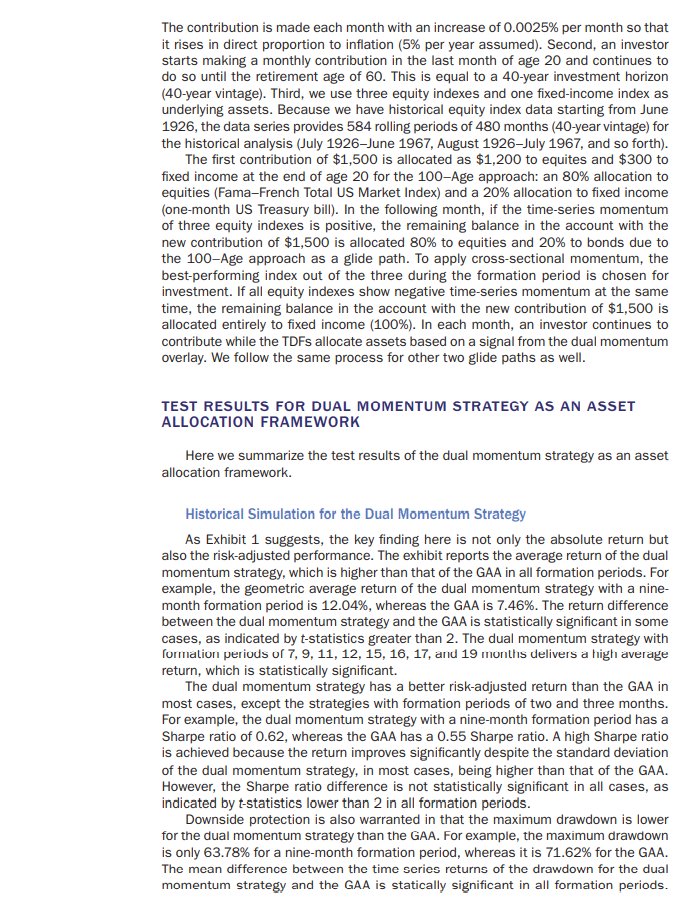 The contribution is made each month with an increase of 0.0025% per month so that
it rises in direct proportion to inflation (5% per year assumed). Second, an investor
starts making a monthly contribution in the last month of age 20 and continues to
do so until the retirement age of 60. This is equal to a 40-year investment horizon
(40-year vintage). Third, we use three equity indexes and one fixed-income index as
underlying assets. Because we have historical equity index data starting from June
1926, the data series provides 584 rolling periods of 480 months (40-year vintage) for
the historical analysis (July 1926–June 1967, August 1926–July 1967, and so forth).
The first contribution of $1,500 is allocated as $1,200 to equites and $300 to
fixed income at the end of age 20 for the 100–Age approach: an 80% allocation to
equities (Fama–French Total US Market Index) and a 20% allocation to fixed income
(one-month US Treasury bill). In the following month, if the time-series momentum
of three equity indexes is positive, the remaining balance in the account with the
new contribution of $1,500 is allocated 80% to equities and 20% to bonds due to
the 100–Age approach as a glide path. To apply cross-sectional momentum, the
best-performing index out of the three during the formation period is chosen for
investment. If all equity indexes show negative time-series momentum at the same
time, the remaining balance in the account with the new contribution of $1,500 is
allocated entirely to fixed income (100%). In each month, an investor continues to
contribute while the TDFs allocate assets based on a signal from the dual momentum
overlay. We follow the same process for other two glide paths as well.
TEST RESULTS FOR DUAL MOMENTUM STRATEGY AS AN ASSET
ALLOCATION FRAMEWORK
Here we summarize the test results of the dual momentum strategy as an asset
allocation framework.
Historical Simulation for the Dual Momentum Strategy
As Exhibit 1 suggests, the key finding here is not only the absolute return but
also the risk-adjusted performance. The exhibit reports the average return of the dual
momentum strategy, which is higher than that of the GAA in all formation periods. For
example, the geometric average return of the dual momentum strategy with a nine-
month formation period is 12.04%, whereas the GAA is 7.46%. The return difference
between the dual momentum strategy and the GAA is statistically significant in some
cases, as indicated by t-statistics greater than 2. The dual momentum strategy with
formation periods of 7, 9, 11, 12, 15, 16, 17, and 19 months delivers a high average
return, which is statistically significant.
The dual momentum strategy has a better risk-adjusted return than the GAA in
most cases, except the strategies with formation periods of two and three months.
For example, the dual momentum strategy with a nine-month formation period has a
Sharpe ratio of 0.62, whereas the GAA has a 0.55 Sharpe ratio. A high Sharpe ratio
is achieved because the return improves significantly despite the standard deviation
of the dual momentum strategy, in most cases, being higher than that of the GAA.
However, the Sharpe ratio difference is not statistically significant in all cases, as
indicated by t-statistics lower than 2 in all formation periods.
Downside protection is also warranted in that the maximum drawdown is lower
for the dual momentum strategy than the GAA. For example, the maximum drawdown
is only 63.78% for a nine-month formation period, whereas it is 71.62% for the GAA.
The mean difference between the time series returns of the drawdown for the dual
momentum strategy and the GAA is statically significant in all formation periods.